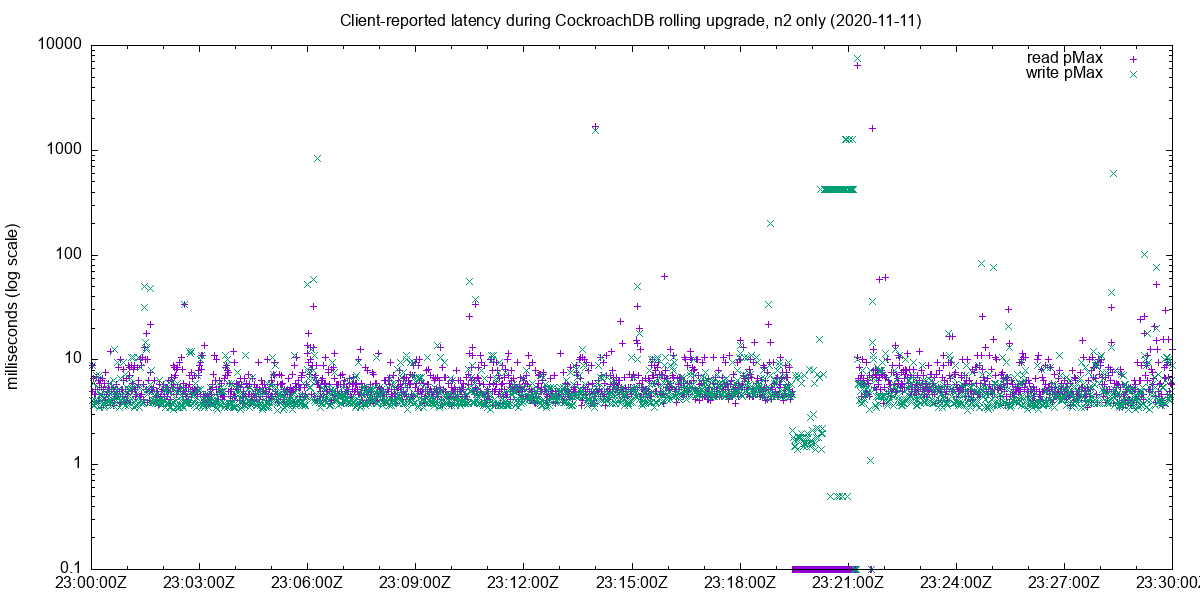 Client-reported latency during CockroachDB rolling upgrade, n2 only (2020-11-11)
10000
1000
100
10
1
0.1
milliseconds (log scale)
read pMax
write pMax
23:00:00Z 23:03:00Z 23:06:00Z 23:09:00Z 23:12:00Z 23:15:00Z 23:18:00Z 23:21:00Z 23:24:00Z 23:27:00Z 23:30:00Z